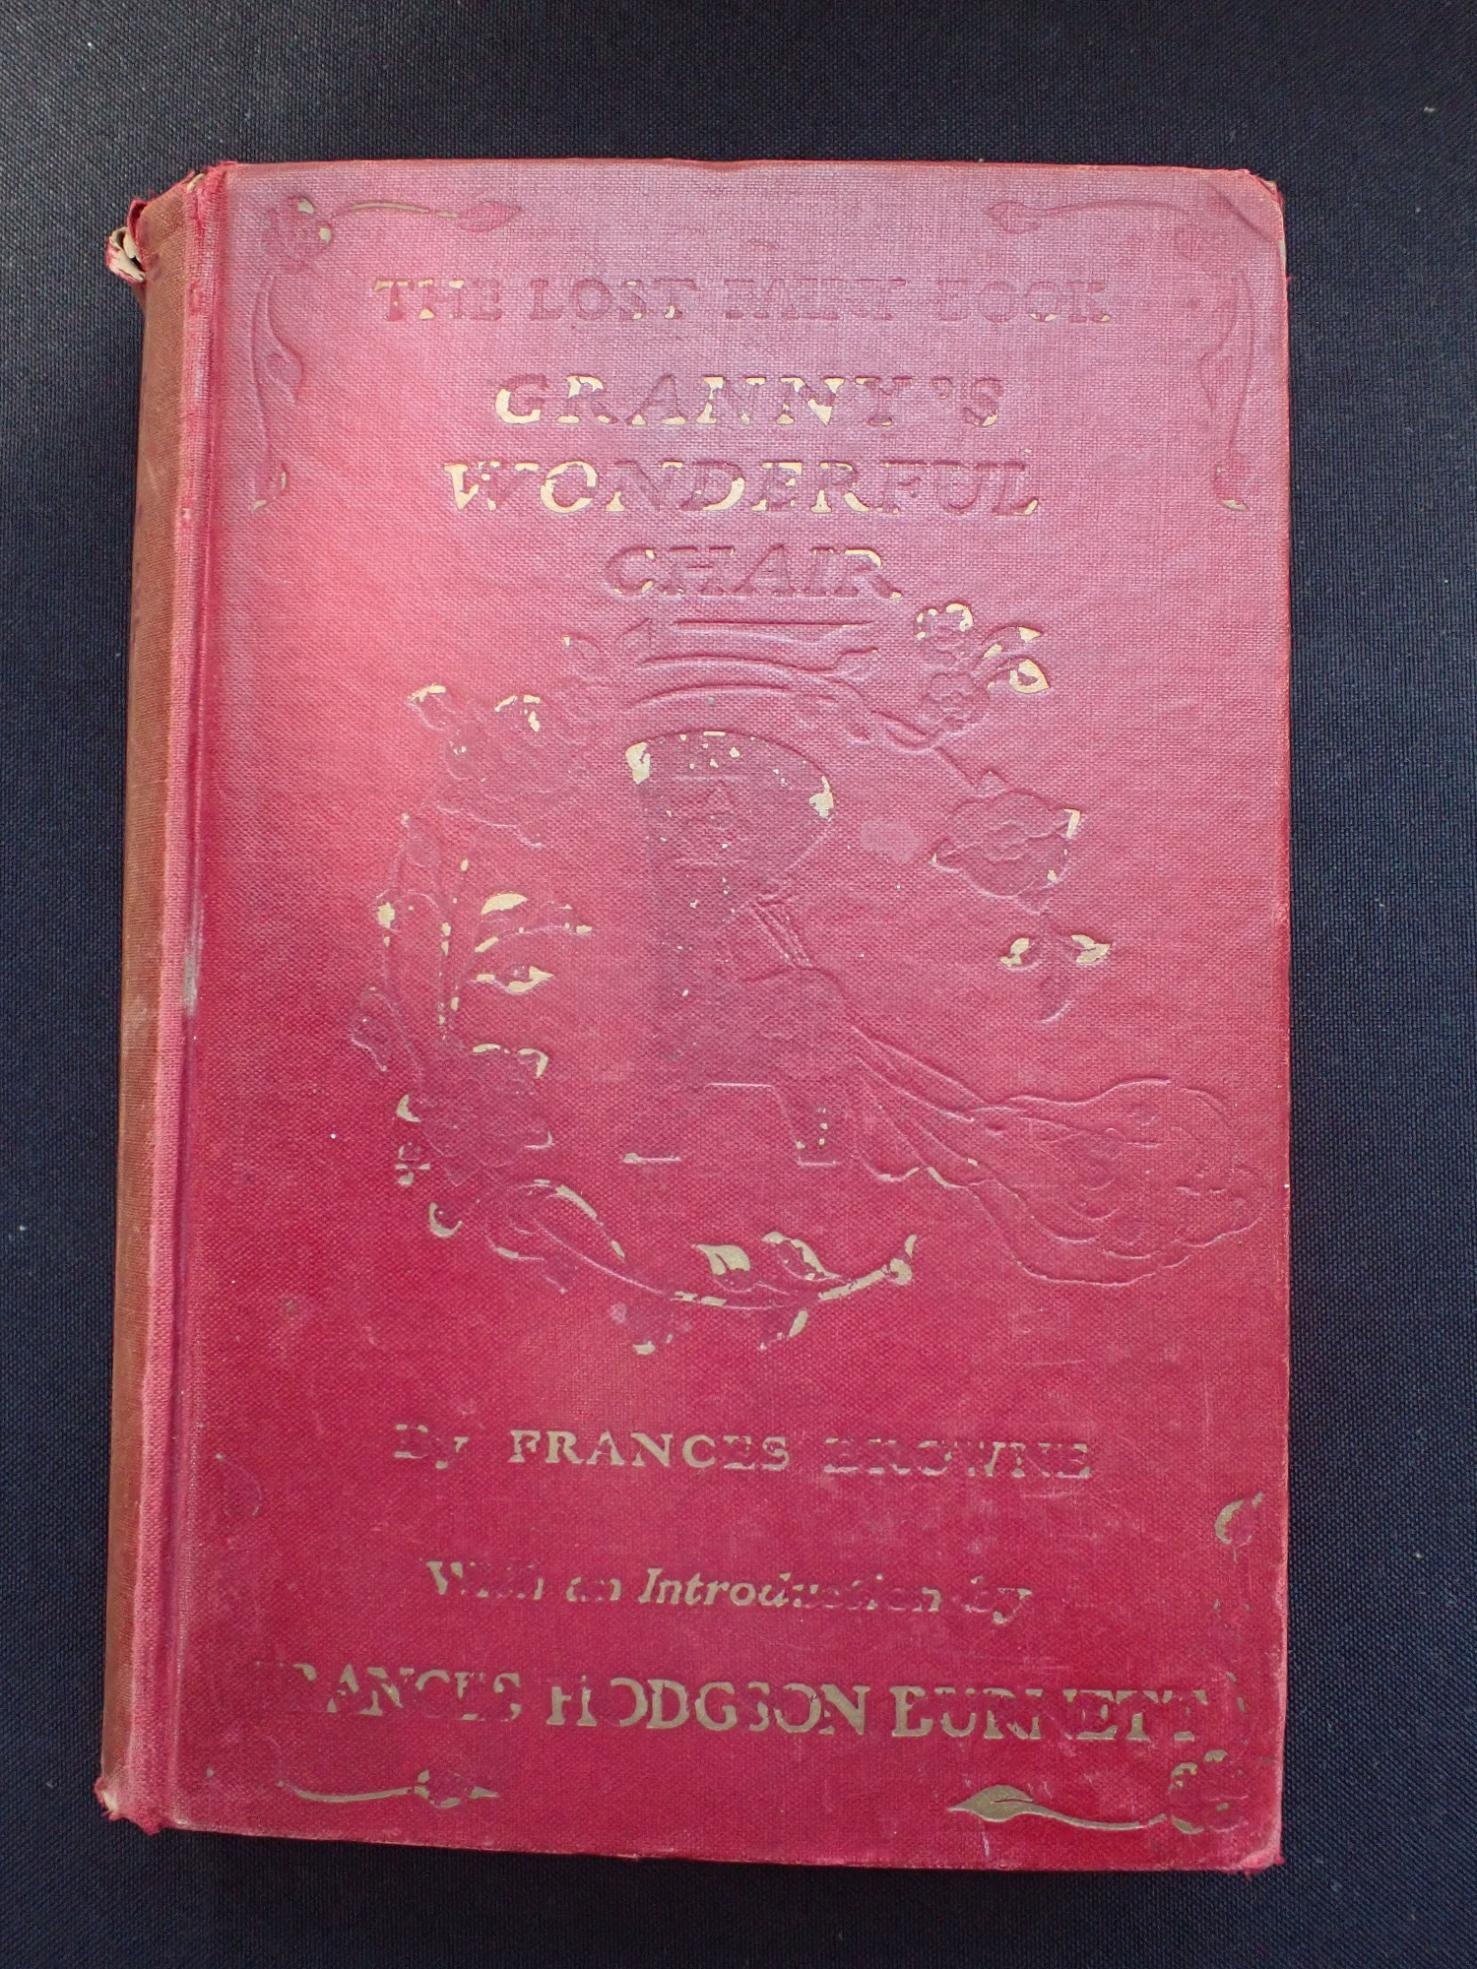 THE LOST FAIRY BOOK
GRANNY'S
WONDERFUL
CHAIR
By FRANCES BROWNE
With an Introduction by
FRANCES HODGSON BURNETT